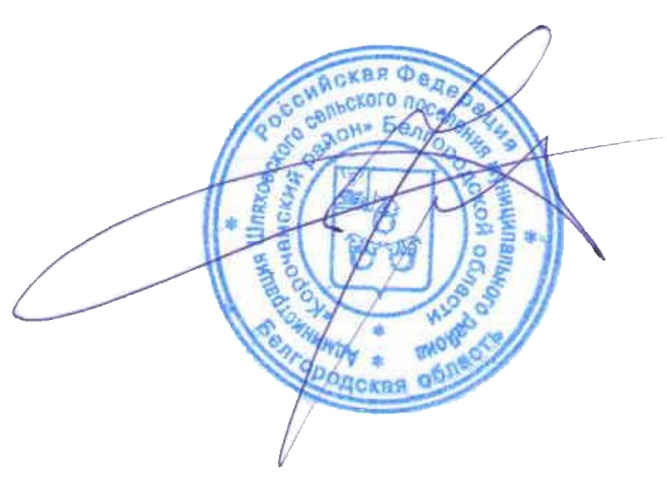 Российская Федерация
* Белгородская область *
Администрация Шляховского сельского поселения муниципального района
«Корочанский район» Белгородской области